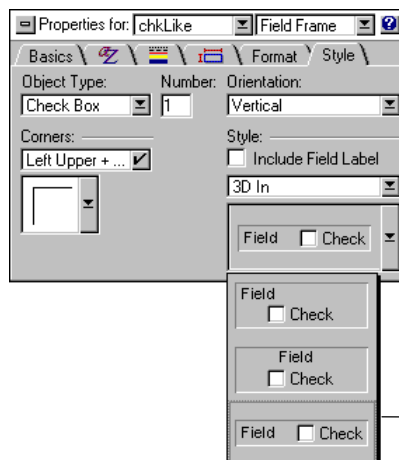 Properties for: chkLike Field Frame ?
Basics Z Format Style
Object Type: Number: Orientation:
Check Box 1 Vertical
Corners: Style:
Left Upper + ... Include Field Label
3D In
Field Check
Field
Check
Field
Check
Field Check